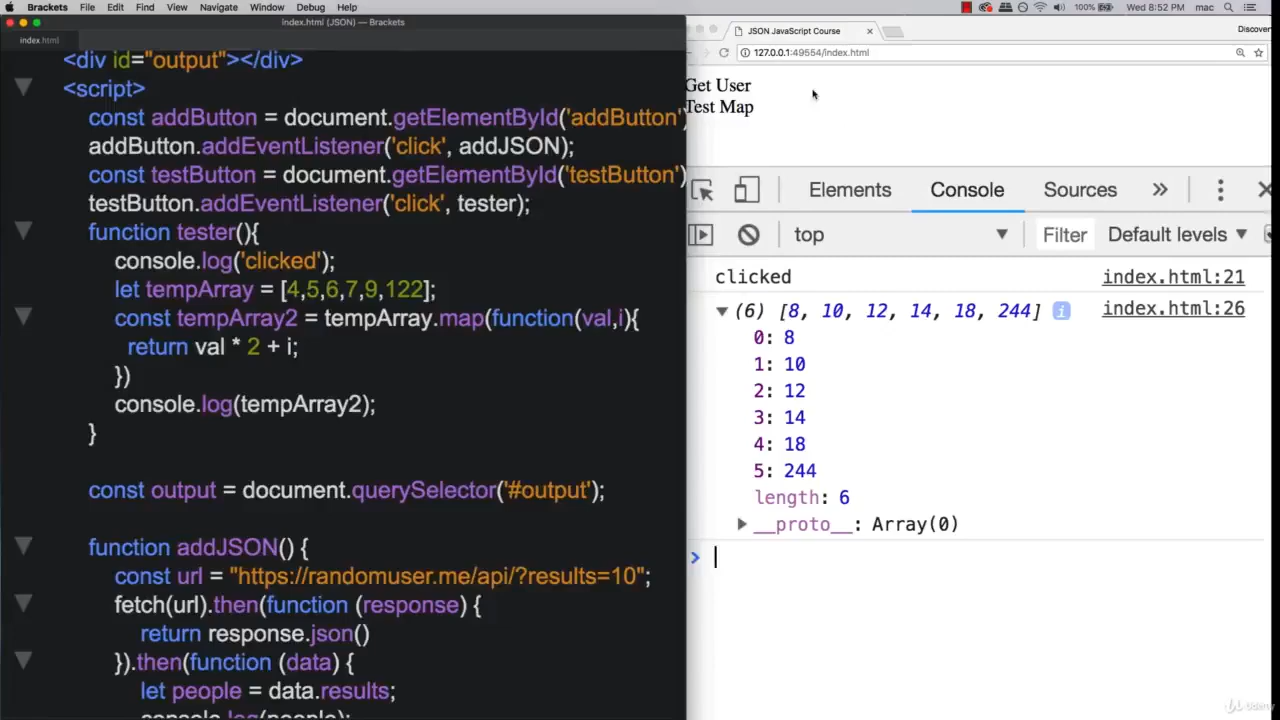 Brackets File Edit Find View Navigate Window Debug Help 100% Wed 8:52 PM mac
index.html (JSON) — Brackets
index.html
<div id="output"></div>
<script>
const addButton = document.getElementById('addButton')
addButton.addEventListener('click', addJSON);
const testButton = document.getElementById('testButton')
testButton.addEventListener('click', tester);
function tester(){
console.log('clicked');
let tempArray = [4,5,6,7,9,122];
const tempArray2 = tempArray.map(function(val,i){
return val * 2 + i;
})
console.log(tempArray2);
}
const output = document.querySelector('#output');
function addJSON() {
const url = "https://randomuser.me/api/?results=10";
fetch(url).then(function (response) {
return response.json()
}).then(function (data) {
let people = data.results;
console.log(people);
JSON JavaScript Course
Discover
127.0.0.1:49554/index.html
Get User
Test Map
Elements Console Sources
top Filter Default levels
clicked index.html:21
(6) [8, 10, 12, 14, 18, 244] index.html:26
0: 8
1: 10
2: 12
3: 14
4: 18
5: 244
length: 6
__proto__: Array(0)
Udemy